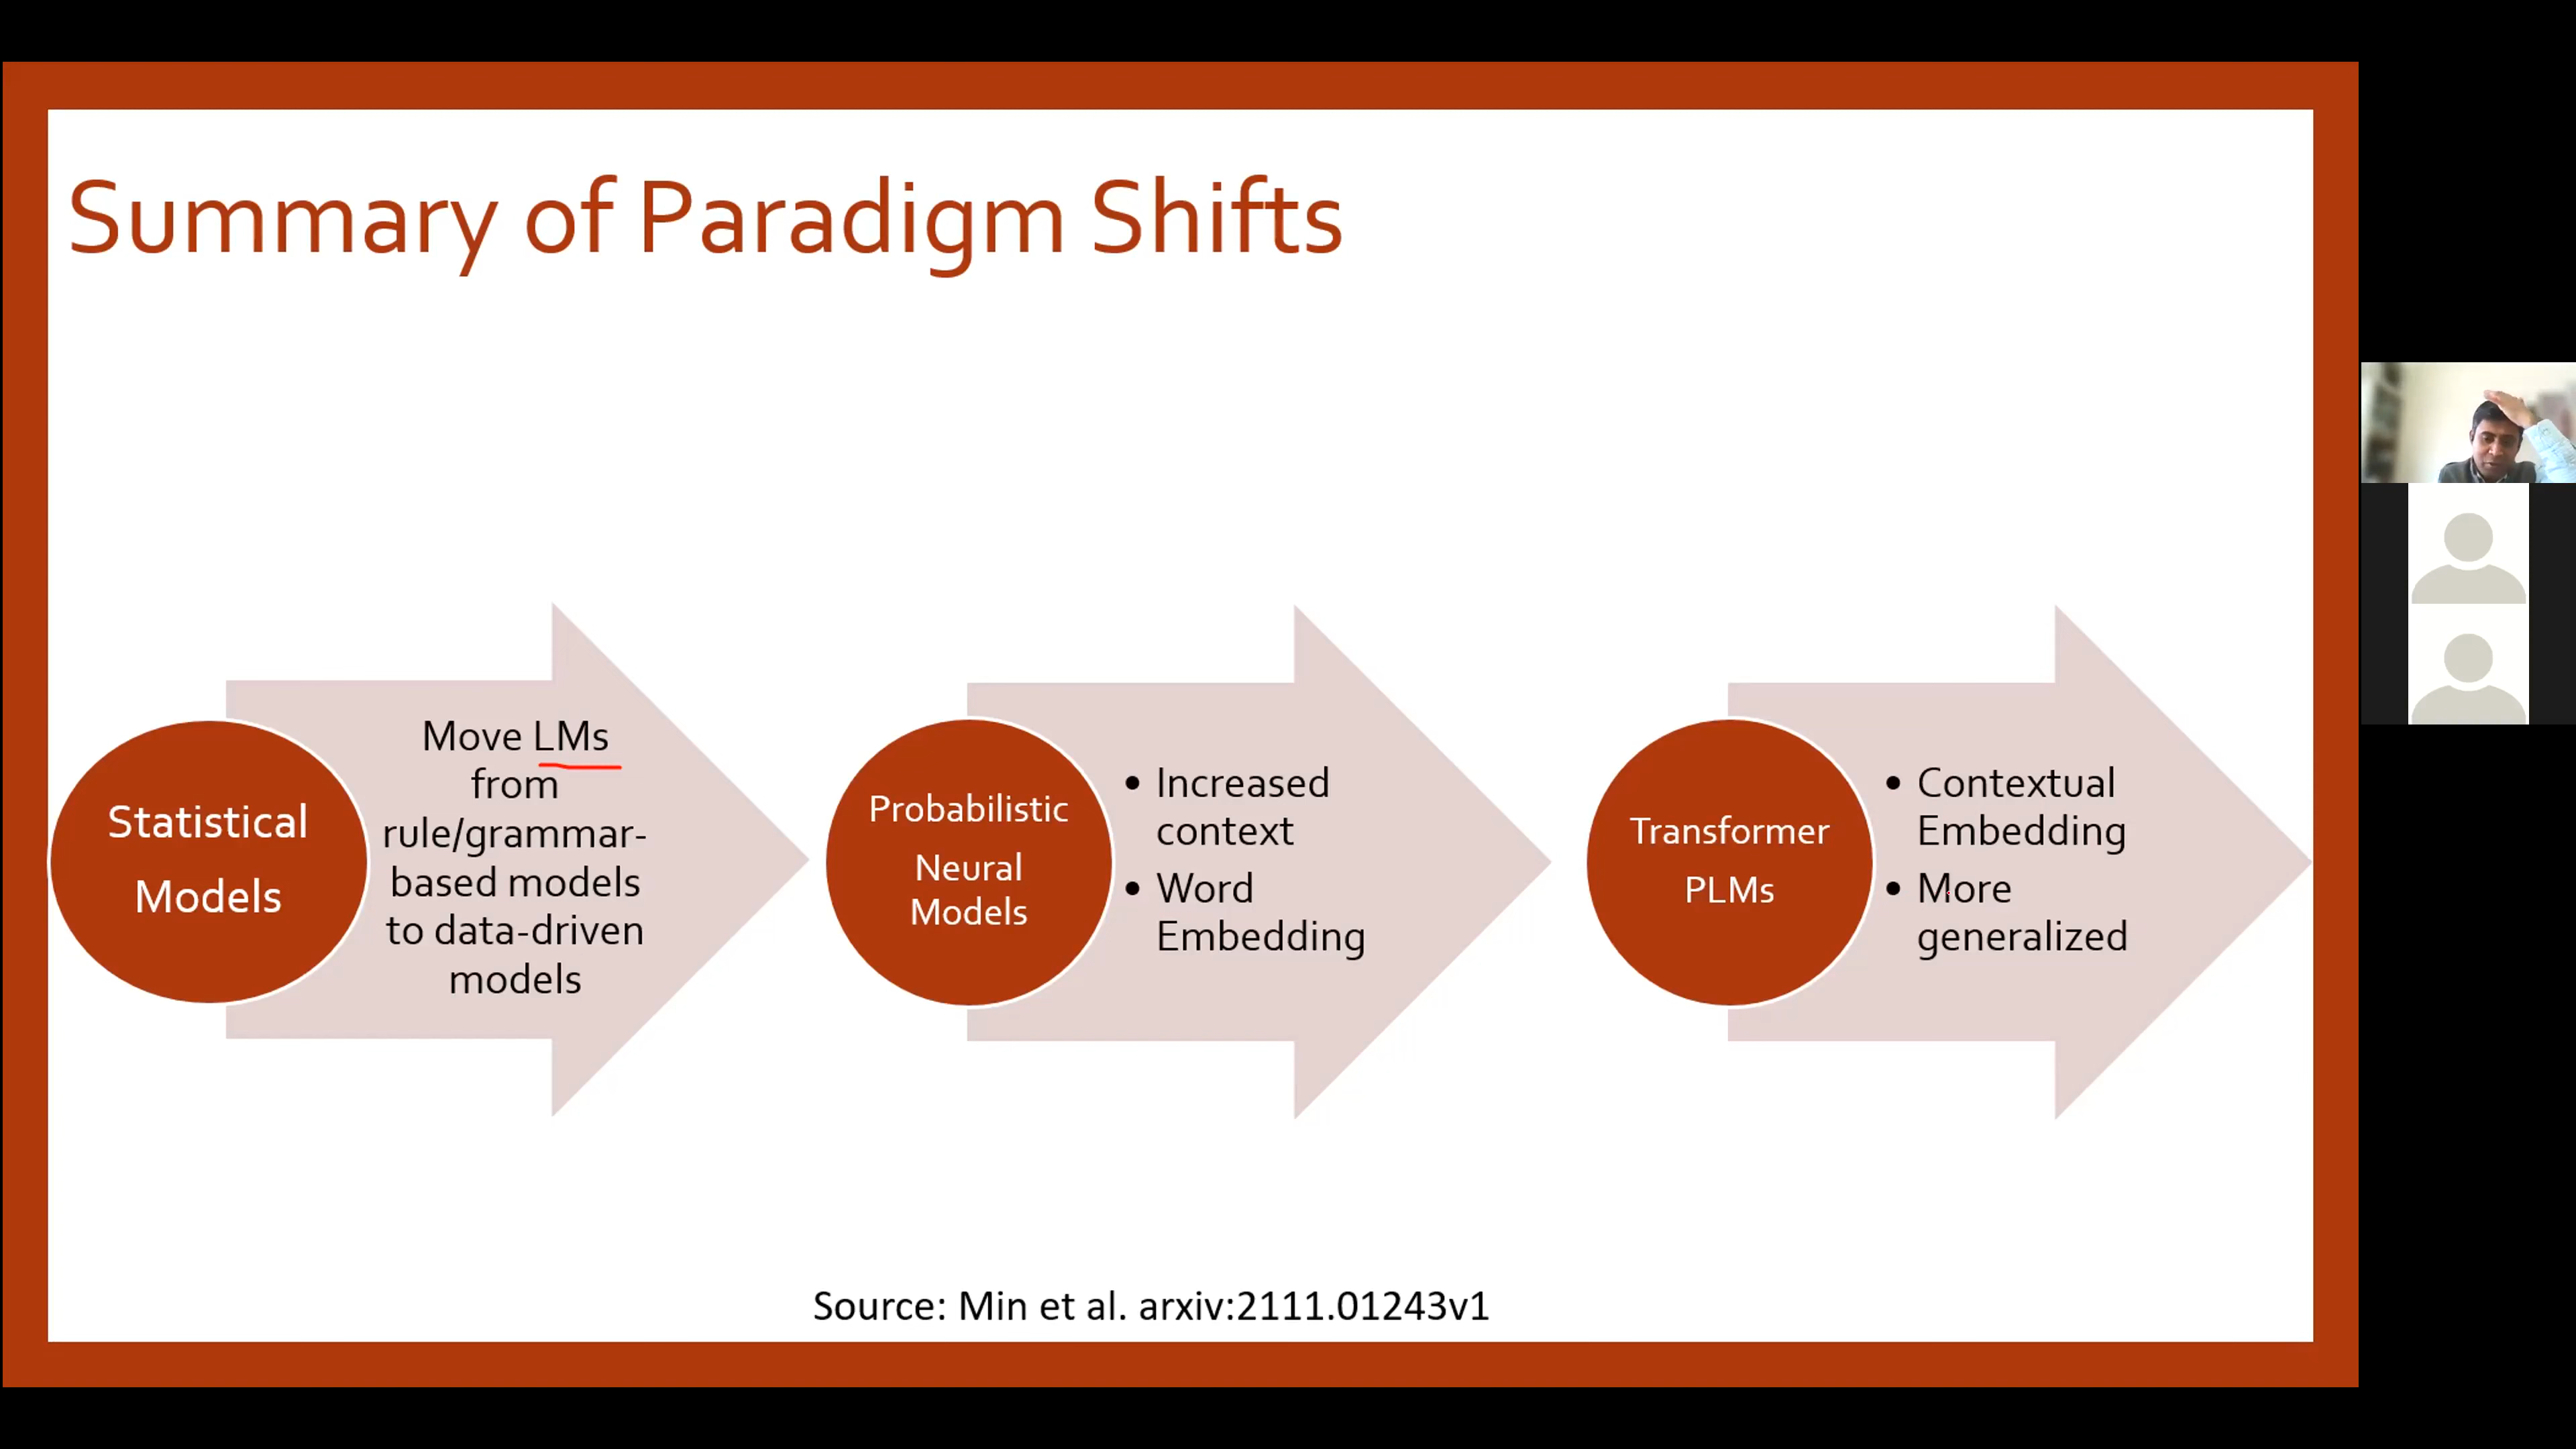 Summary of Paradigm Shifts
Statistical
Models
Move LMs
from
rule/grammar-
based models
to data-driven
models
Probabilistic
Neural
Models
• Increased
context
• Word
Embedding
Transformer
PLMs
• Contextual
Embedding
• More
generalized
Source: Min et al. arxiv:2111.01243v1